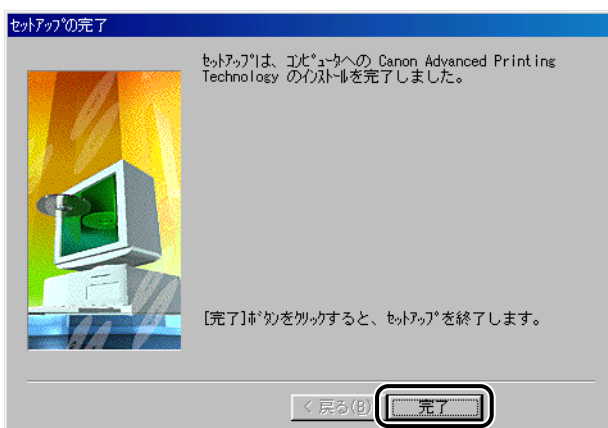 ｾｯﾄｱｯﾌﾟの完了
ｾｯﾄｱｯﾌﾟは、ｺﾝﾋﾟｭｰﾀへの Canon Advanced Printing
Technology のｲﾝｽﾄｰﾙを完了しました。
[完了]ﾎﾞﾀﾝをｸﾘｯｸすると、ｾｯﾄｱｯﾌﾟを終了します。
< 戻る(B)
完了